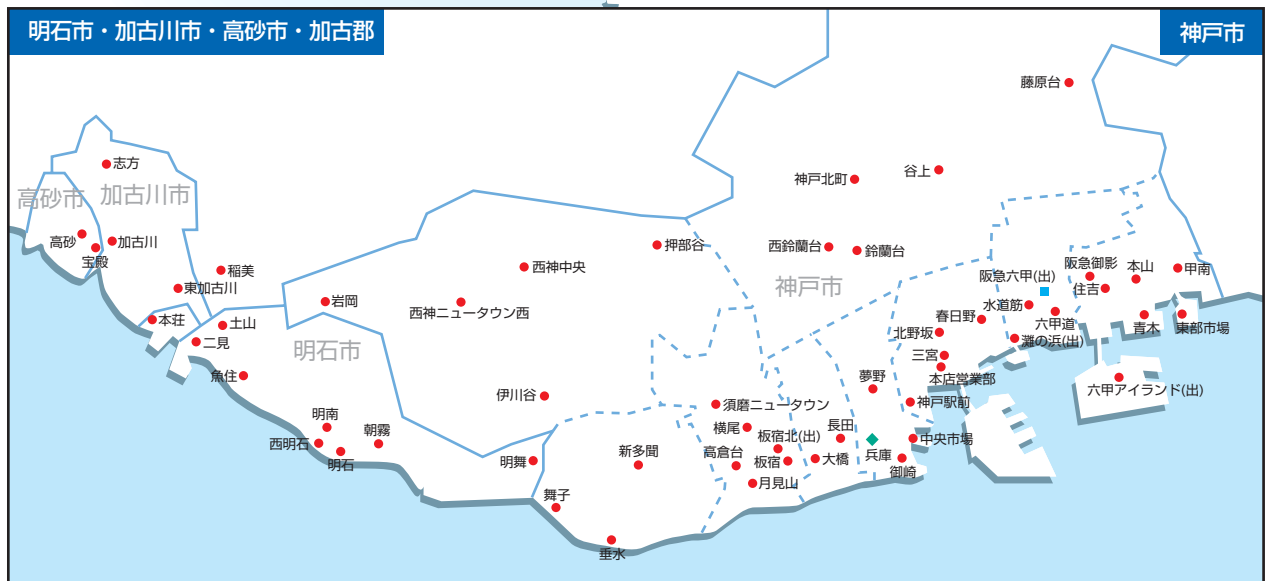 明石市・加古川市・高砂市・加古郡
神戸市
藤原台
志方
高砂市
加古川市
神戸北町
谷上
高砂
加古川
宝殿
押部谷
西鈴蘭台
鈴蘭台
稲美
西神中央
神戸市
阪急六甲(出)
阪急御影
本山
甲南
東加古川
岩岡
西神ニュータウン西
住吉
水道筋
春日野
六甲道
本荘
土山
北野坂
灘の浜(出)
青木
東部市場
二見
明石市
三宮
魚住
本店営業部
夢野
六甲アイランド(出)
伊川谷
須磨ニュータウン
神戸駅前
明南
横尾
長田
西明石
朝霧
板宿北(出)
中央市場
明石
新多聞
高倉台
板宿
大橋
兵庫
明舞
御崎
月見山
舞子
垂水